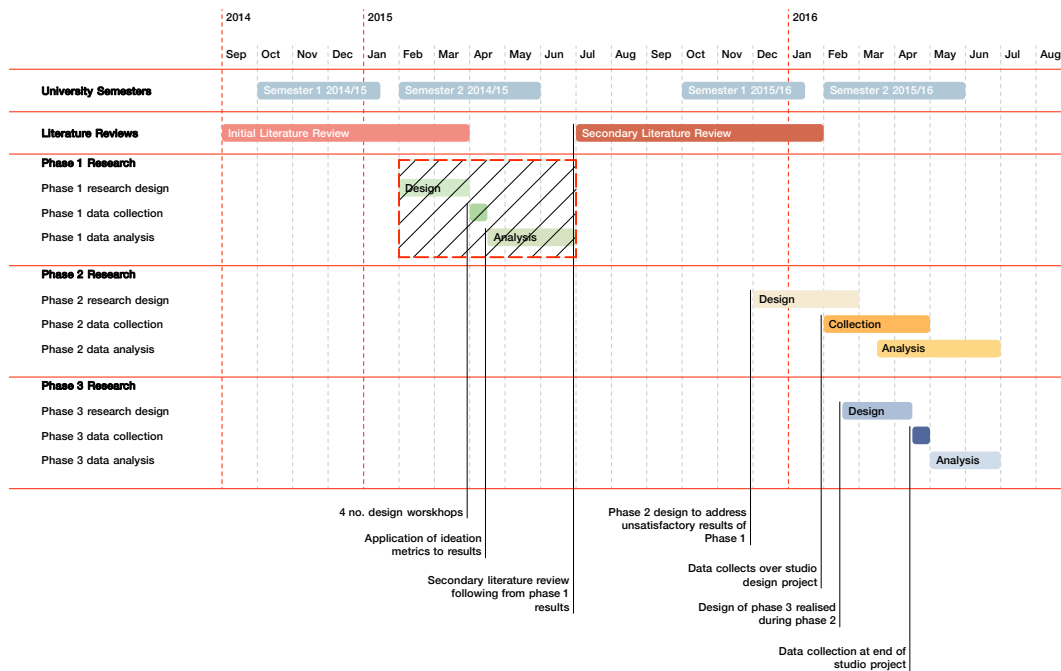 2014
2015
2016
Sep Oct Nov Dec Jan Feb Mar Apr May Jun Jul Aug Sep Oct Nov Dec Jan Feb Mar Apr May Jun Jul Aug
University Semesters
Semester 1 2014/15
Semester 2 2014/15
Semester 1 2015/16
Semester 2 2015/16
Literature Reviews
Initial Literature Review
Secondary Literature Review
Phase 1 Research
Phase 1 research design
Design
Phase 1 data collection
Phase 1 data analysis
Analysis
Phase 2 Research
Phase 2 research design
Design
Phase 2 data collection
Collection
Phase 2 data analysis
Analysis
Phase 3 Research
Phase 3 research design
Design
Phase 3 data collection
Phase 3 data analysis
Analysis
4 no. design worskhops
Application of ideation
metrics to results
Secondary literature review
following from phase 1
results
Phase 2 design to address
unsatisfactory results of
Phase 1
Data collects over studio
design project
Design of phase 3 realised
during phase 2
Data collection at end of
studio project